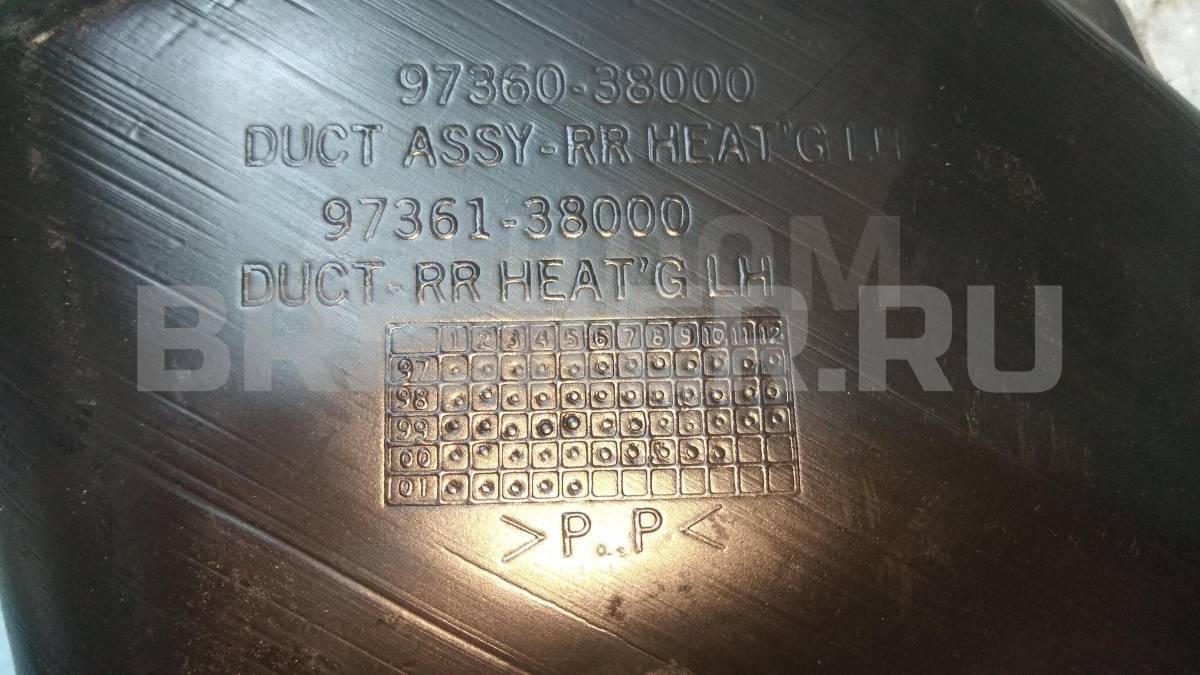 97360-38000
DUCT ASSY-RR HEAT'G LH
97361-38000
DUCT-RR HEAT'G LH
1 2 3 4 5 6 7 8 9 10 11 12
97
98
99
00
01
>P P<